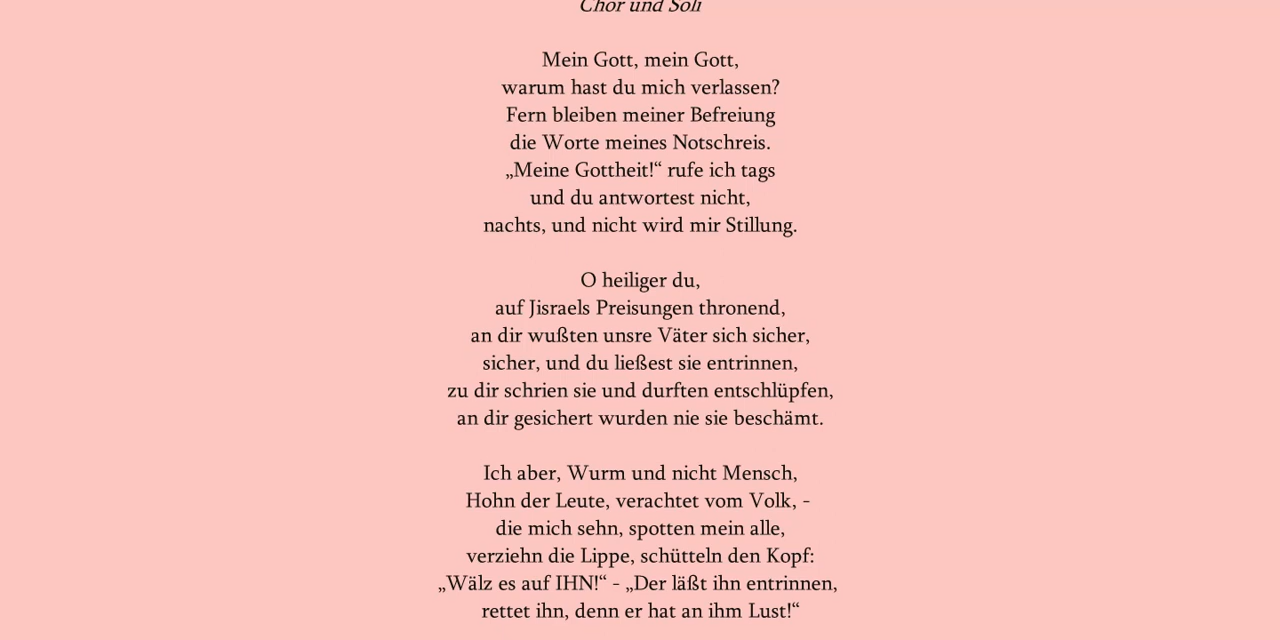 Chor und Soli
Mein Gott, mein Gott,
warum hast du mich verlassen?
Fern bleiben meiner Befreiung
die Worte meines Notschreis.
„Meine Gottheit!“ rufe ich tags
und du antwortest nicht,
nachts, und nicht wird mir Stillung.
O heiliger du,
auf Jisraels Preisungen thronend,
an dir wußten unsre Väter sich sicher,
sicher, und du ließest sie entrinnen,
zu dir schrien sie und durften entschlüpfen,
an dir gesichert wurden nie sie beschämt.
Ich aber, Wurm und nicht Mensch,
Hohn der Leute, verachtet vom Volk, -
die mich sehn, spotten mein alle,
verziehn die Lippe, schütteln den Kopf:
„Wälz es auf IHN!“ - „Der läßt ihn entrinnen,
rettet ihn, denn er hat an ihm Lust!“